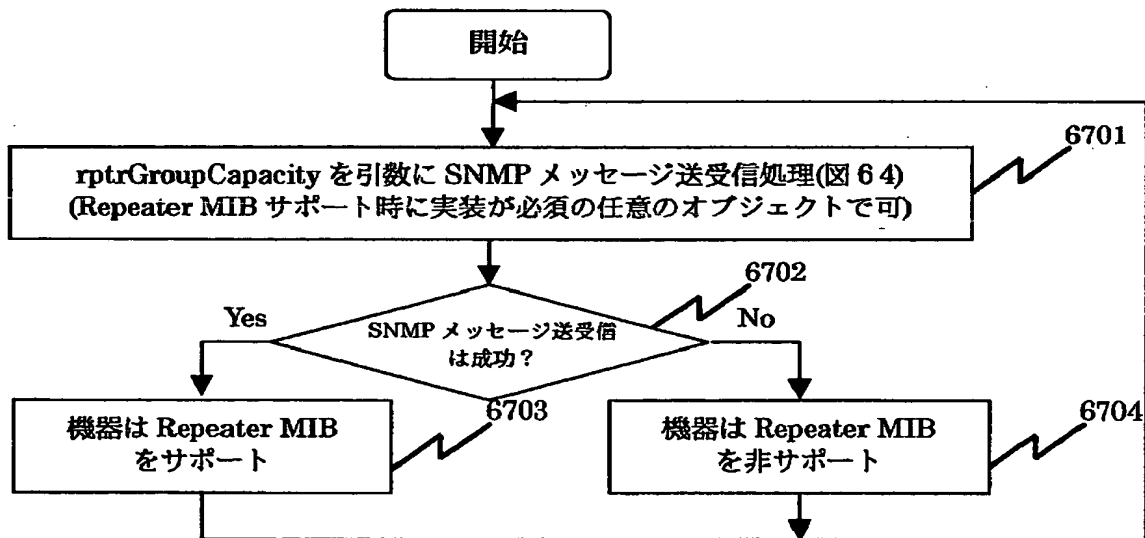 開始
6701
rptrGroupCapacity を引数に SNMP メッセージ送受信処理(図６４)
(Repeater MIB サポート時に実装が必須の任意のオブジェクトで可)
6702
Yes
No
SNMP メッセージ送受信
は成功？
6703
6704
機器は Repeater MIB
をサポート
機器は Repeater MIB
を非サポート